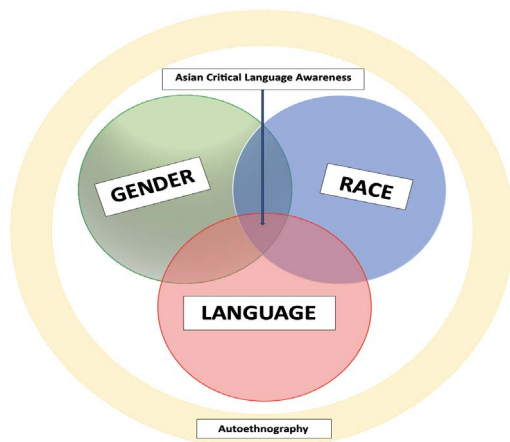 Asian Critical Language Awareness
GENDER
RACE
LANGUAGE
Autoethnography